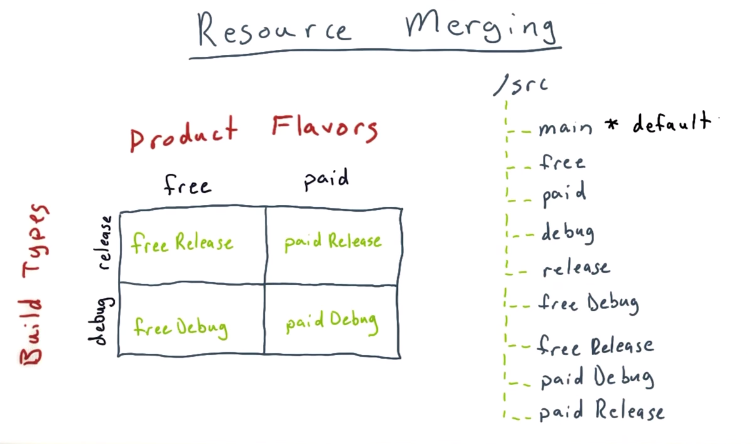 Resource Merging
Product Flavors
free paid
Build Types
release
free Release paid Release
debug
free Debug paid Debug
/src
main * default
free
paid
debug
release
free Debug
free Release
paid Debug
paid Release